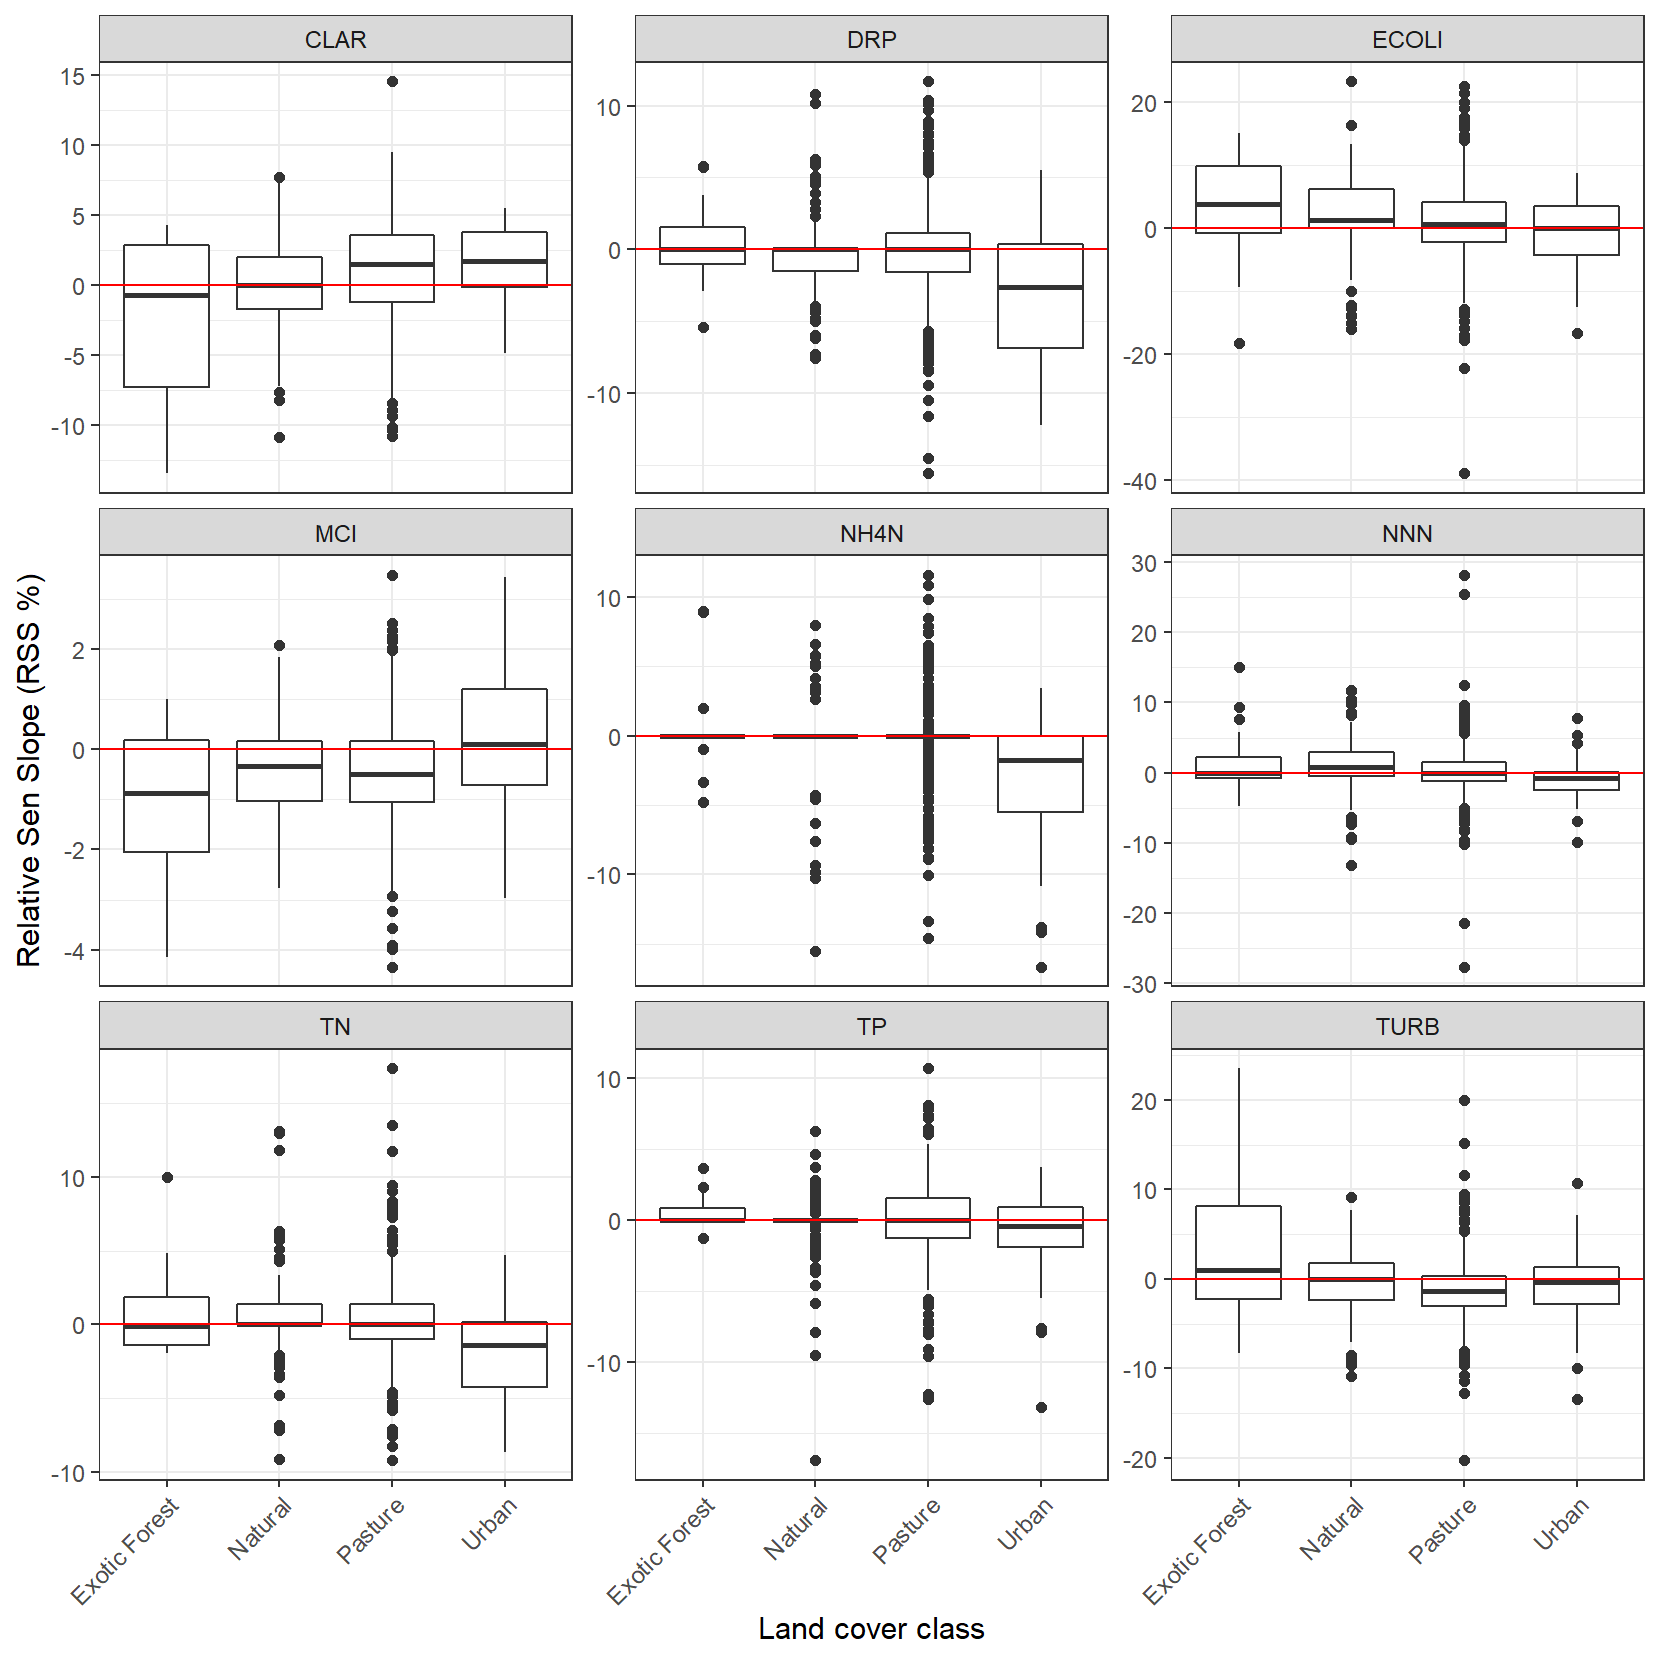 CLAR
DRP
ECOLI
15
10
5
0
-5
-10
10
0
-10
20
0
-20
-40
MCI
NH4N
NNN
2
0
-2
-4
10
0
-10
30
20
10
0
-10
-20
-30
TN
TP
TURB
10
0
-10
10
0
-10
20
10
0
-10
-20
Relative Sen Slope (RSS %)
Exotic Forest
Natural
Pasture
Urban
Exotic Forest
Natural
Pasture
Urban
Exotic Forest
Natural
Pasture
Urban
Land cover class